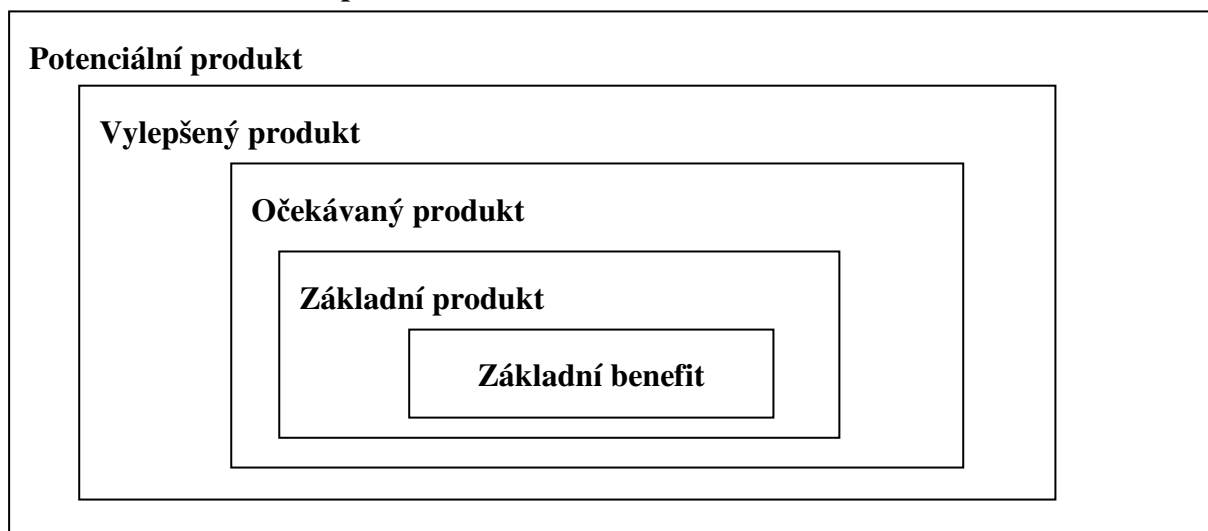 Potenciální produkt
Vylepšený produkt
Očekávaný produkt
Základní produkt
Základní benefit